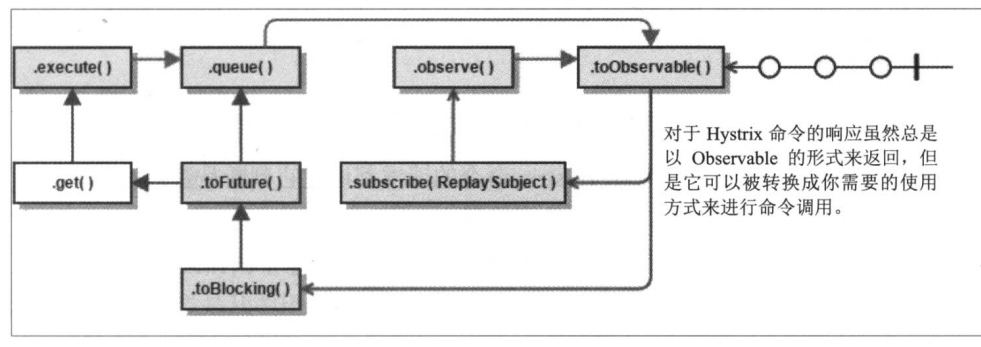 .execute( )
.queue( )
.observe( )
.toObservable( )
.get( )
.toFuture( )
.subscribe( ReplaySubject )
.toBlocking( )
对于 Hystrix 命令的响应虽然总是
以 Observable 的形式来返回，但
是它可以被转换成你需要的使用
方式来进行命令调用。